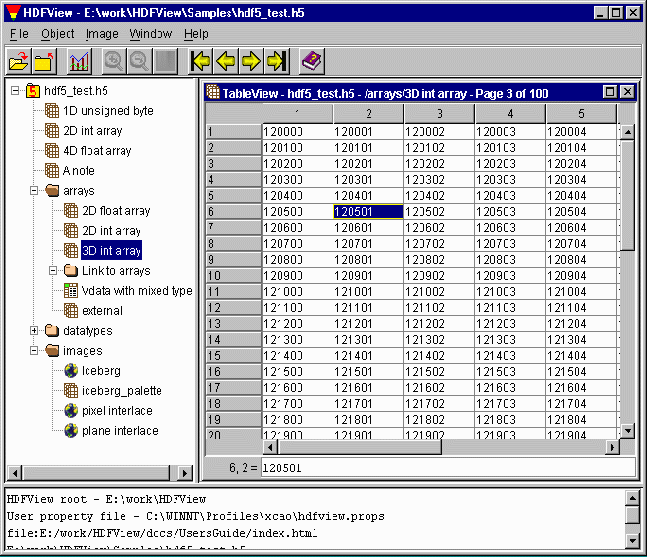 HDFView - E:\work\HDFView\Samples\hdf5_test.h5
File Object Image Window Help
hdf5_test.h5
1D unsigned byte
2D int array
4D float array
A note
arrays
2D float array
2D int array
3D int array
Link to arrays
Vdata with mixed type
external
datatypes
images
Iceberg
iceberg_palette
pixel interlace
plane interlace
TableView - hdf5_test.h5 - /arrays/3D int array - Page 3 of 100
1 2 3 4 5
1 120000 120001 120002 120003 120004
2 120100 120101 120102 120103 120104
3 120200 120201 120202 120203 120204
4 120300 120301 120302 120303 120304
5 120400 120401 120402 120403 120404
6 120500 120501 120502 120503 120504
7 120600 120601 120602 120603 120604
8 120700 120701 120702 120703 120704
9 120800 120801 120802 120803 120804
10 120900 120901 120902 120903 120904
11 121000 121001 121002 121003 121004
12 121100 121101 121102 121103 121104
13 121200 121201 121202 121203 121204
14 121300 121301 121302 121303 121304
15 121400 121401 121402 121403 121404
16 121500 121501 121502 121503 121504
17 121600 121601 121602 121603 121604
18 121700 121701 121702 121703 121704
19 121800 121801 121802 121803 121804
20 121900 121901 121902 121903 121904
6, 2 = 120501
HDFView root - E:\work\HDFView
User property file - C:\WINNT\Profiles\xcao\hdfview.props
file:E:/work/HDFView/docs/UsersGuide/index.html
E:\work\HDFView\Samples\hdf5_test.h5